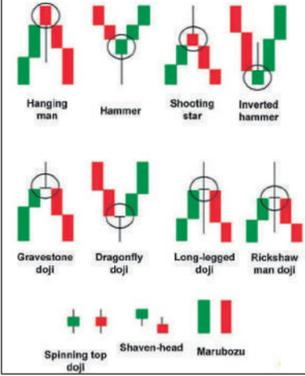 Hanging
man
Hammer
Shooting
star
Inverted
hammer
Gravestone
doji
Dragonfly
doji
Long-legged
doji
Rickshaw
man doji
Spinning top
doji
Shaven-head
Marubozu